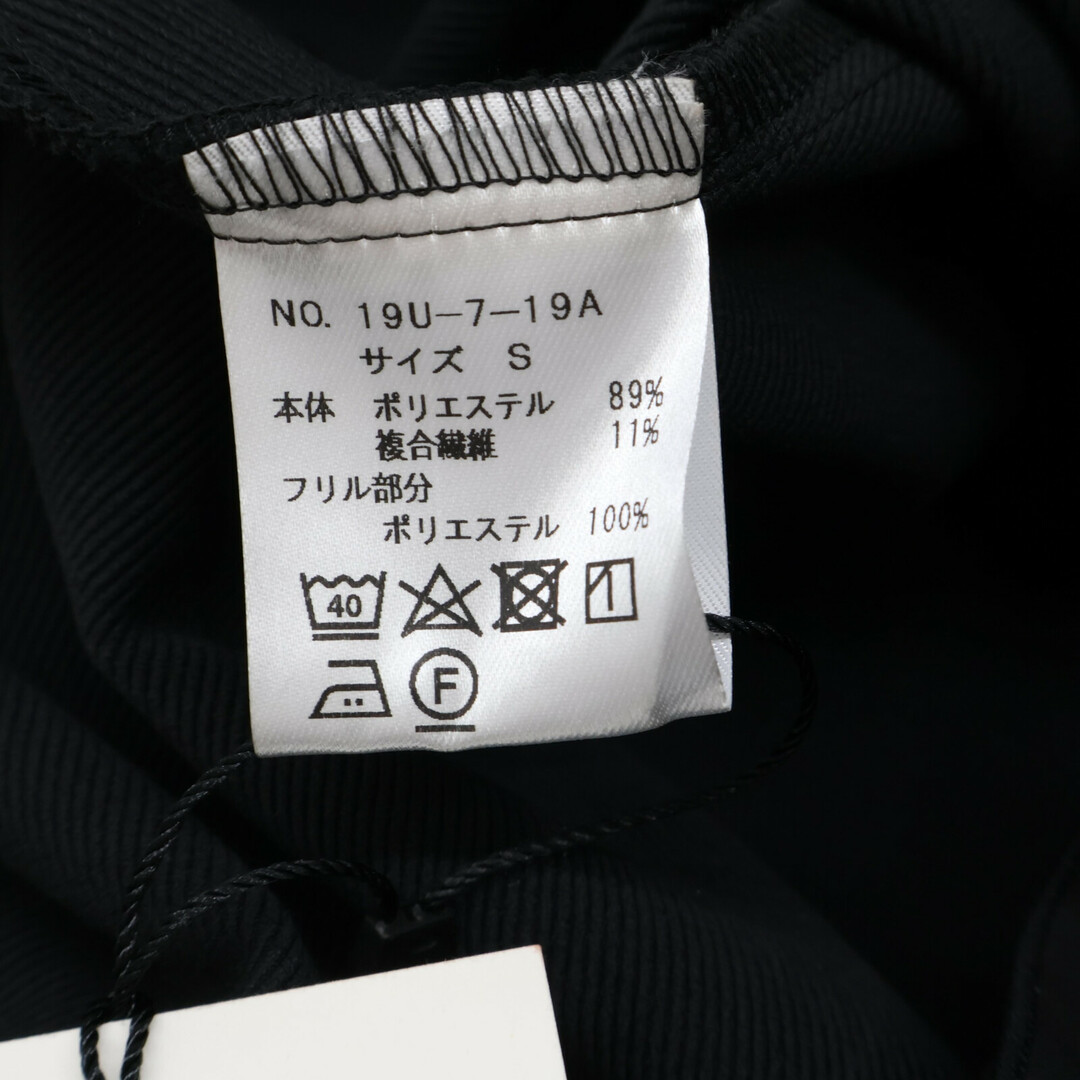 NO. 19U-7-19A
サイズ S
本体 ポリエステル 89%
複合繊維 11%
フリル部分
ポリエステル 100%
40
F